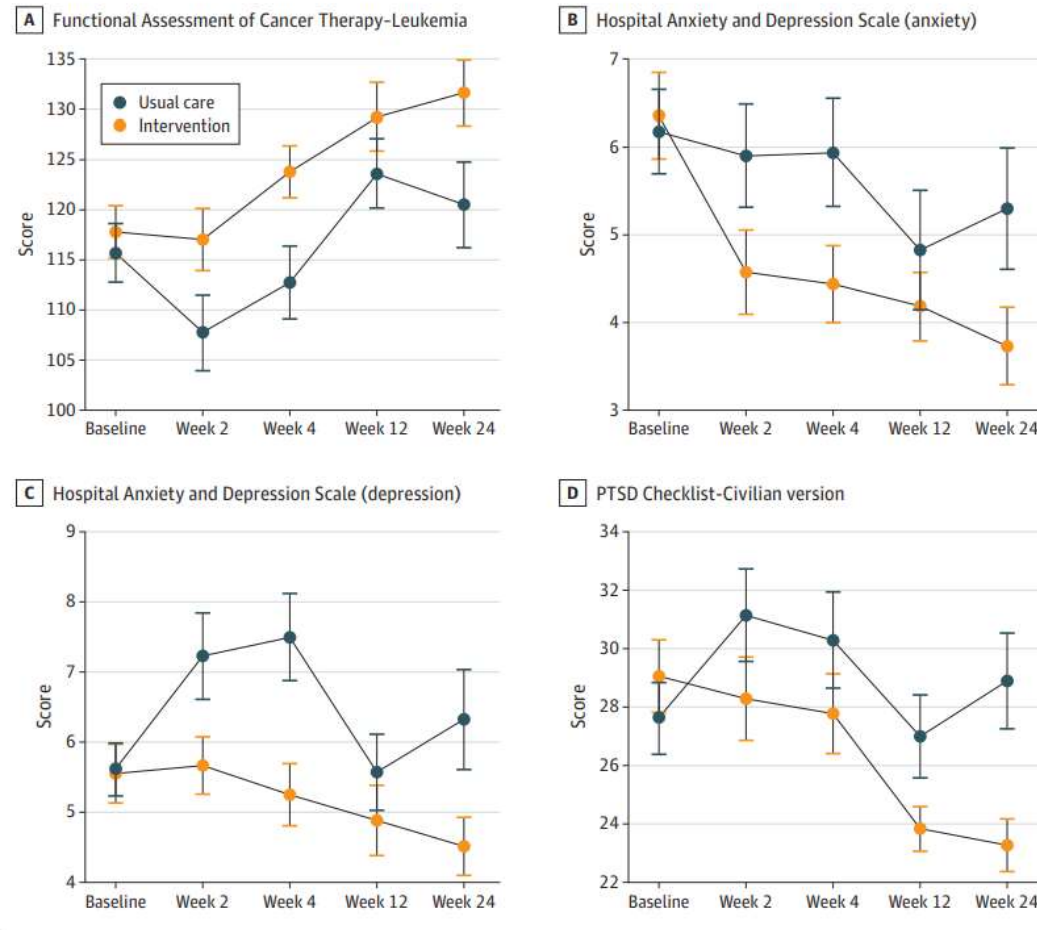 A Functional Assessment of Cancer Therapy-Leukemia
135
130
125
120
115
110
105
100
Score
Usual care
Intervention
Baseline Week 2 Week 4 Week 12 Week 24
B Hospital Anxiety and Depression Scale (anxiety)
7
6
5
4
3
Score
Baseline Week 2 Week 4 Week 12 Week 24
C Hospital Anxiety and Depression Scale (depression)
9
8
7
6
5
4
Score
Baseline Week 2 Week 4 Week 12 Week 24
D PTSD Checklist-Civilian version
34
32
30
28
26
24
22
Score
Baseline Week 2 Week 4 Week 12 Week 24